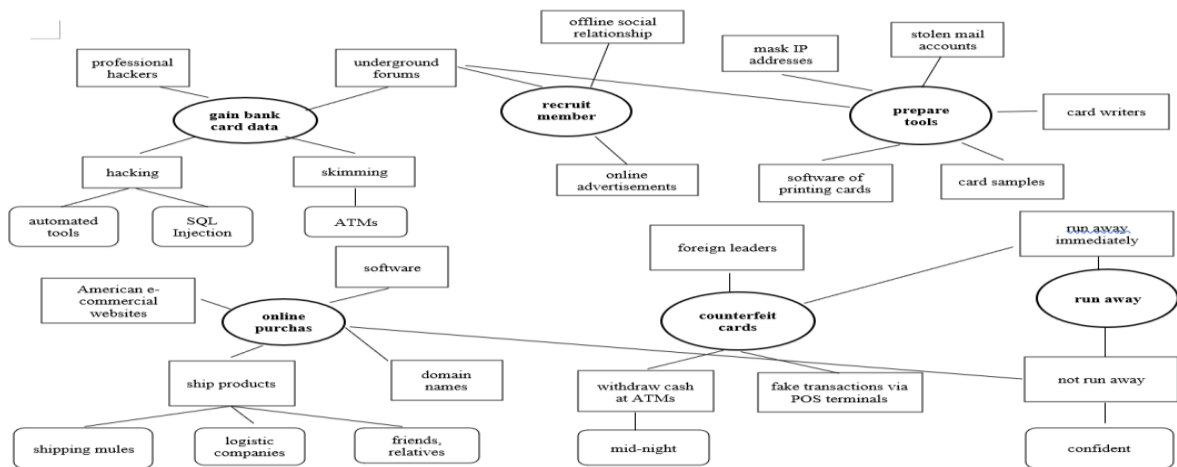 offline social
relationship
stolen mail
accounts
professional
hackers
underground
forums
mask IP
addresses
gain bank
card data
recruit
member
prepare
tools
card writers
hacking
skimming
online
advertisements
software of
printing cards
card samples
automated
tools
SQL
Injection
ATMs
run away
immediately
foreign leaders
software
American e-
commercial
websites
online
purchas
counterfeit
cards
run away
ship products
domain
names
withdraw cash
at ATMs
fake transactions via
POS terminals
not run away
shipping mules
logistic
companies
friends,
relatives
mid-night
confident